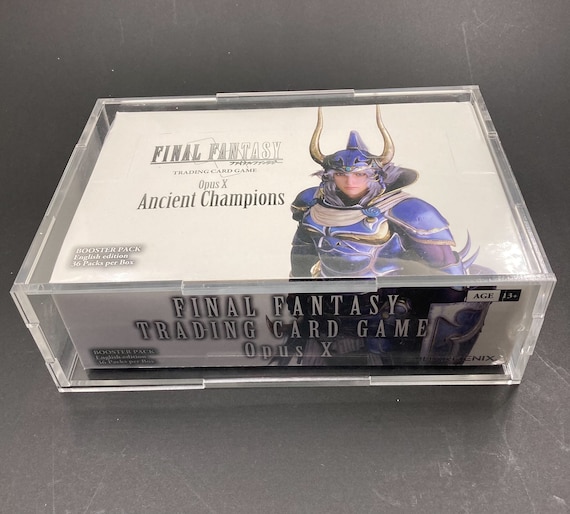 FINAL FANTASY
ファイナルファンタジー
TRADING CARD GAME
Opus X
Ancient Champions
BOOSTER PACK
English edition
36 Packs per Box
FINAL FANTASY
TRADING CARD GAME
Opus X
AGE 13+
BOOSTER PACK
English edition
36 Packs per Box